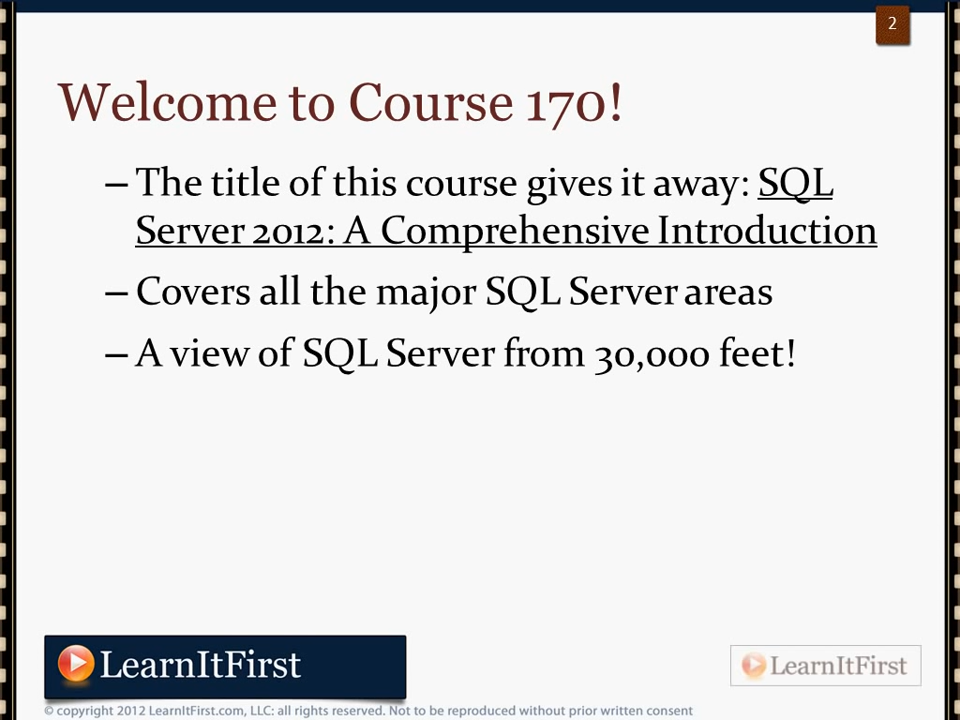 2
Welcome to Course 170!
– The title of this course gives it away: SQL
Server 2012: A Comprehensive Introduction
– Covers all the major SQL Server areas
– A view of SQL Server from 30,000 feet!
LearnItFirst
LearnItFirst
© copyright 2012 LearnItFirst.com, LLC: all rights reserved. Not to be reproduced without prior written consent